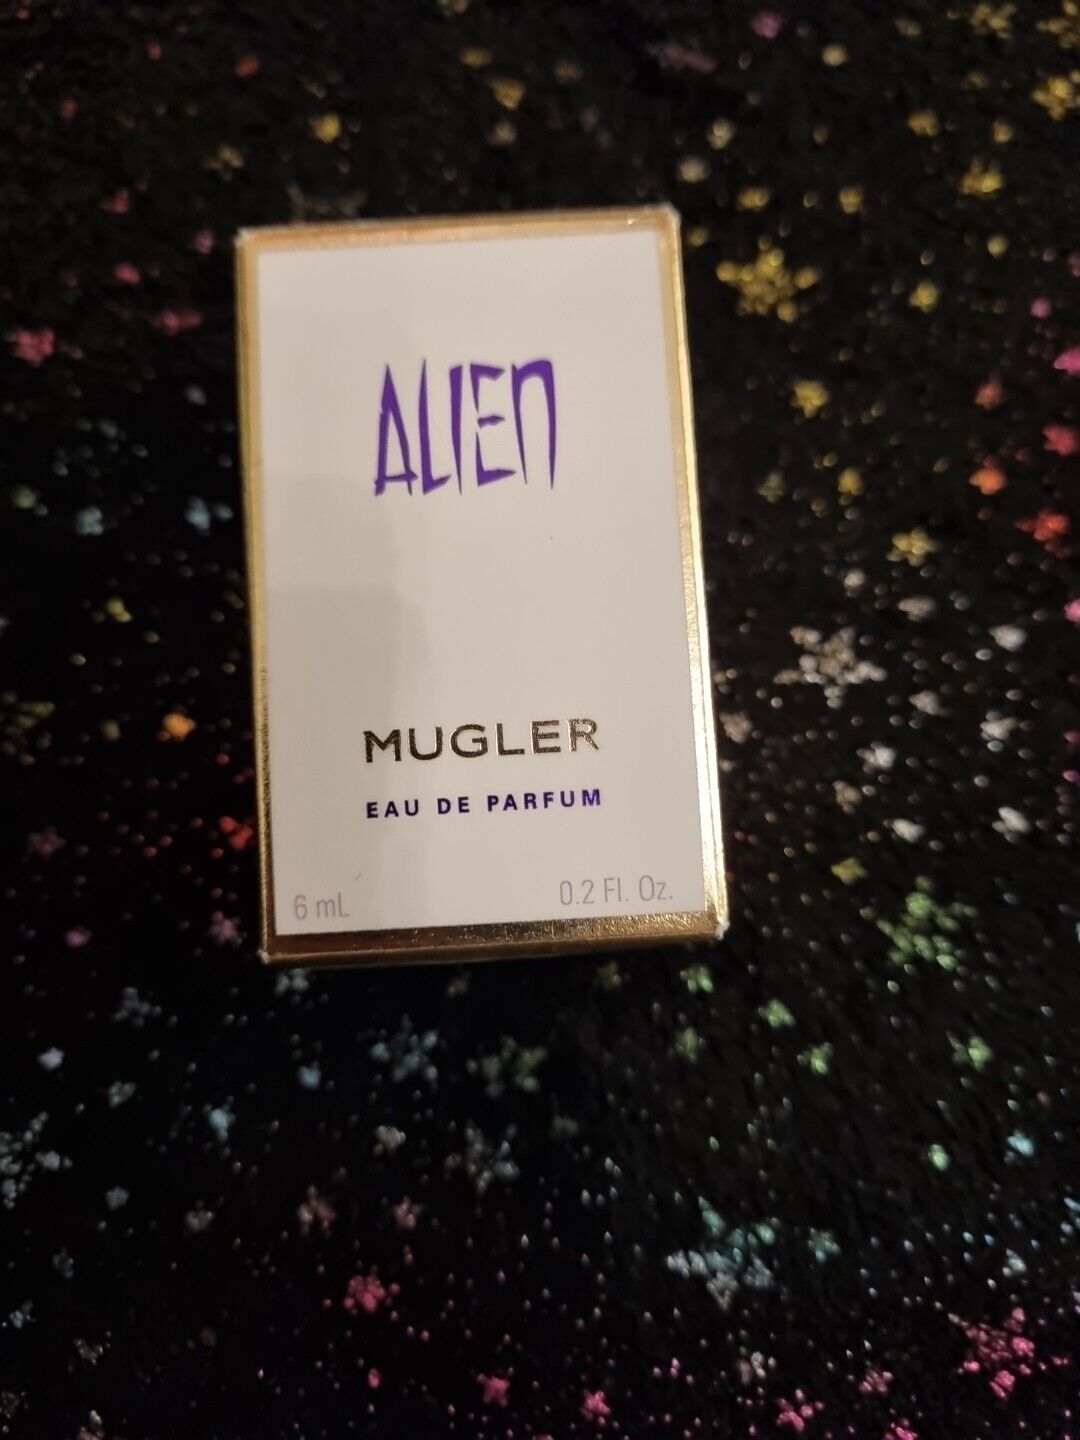 ALIEN
MUGLER
EAU DE PARFUM
6 mL 0.2 Fl. Oz.